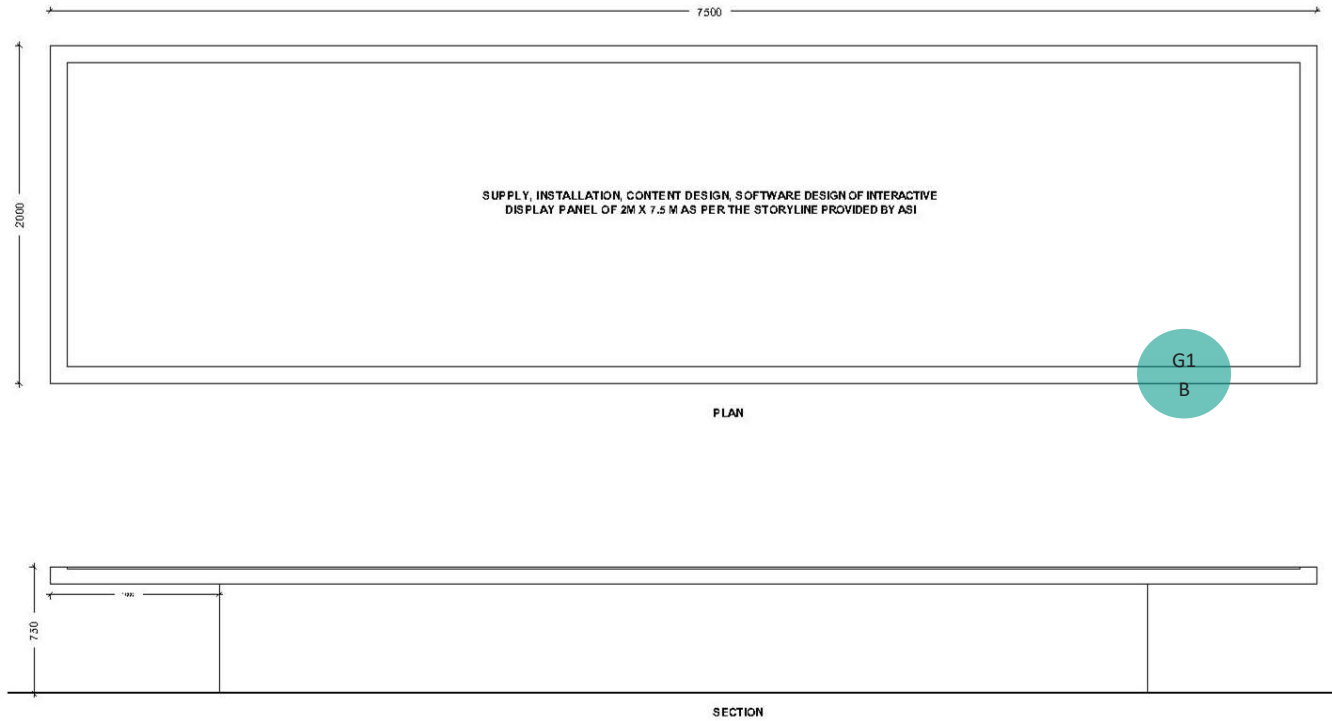 7500
2000
SUPPLY, INSTALLATION, CONTENT DESIGN, SOFTWARE DESIGN OF INTERACTIVE
DISPLAY PANEL OF 2M X 7.5 M AS PER THE STORYLINE PROVIDED BY ASI
G1
B
PLAN
750
SECTION